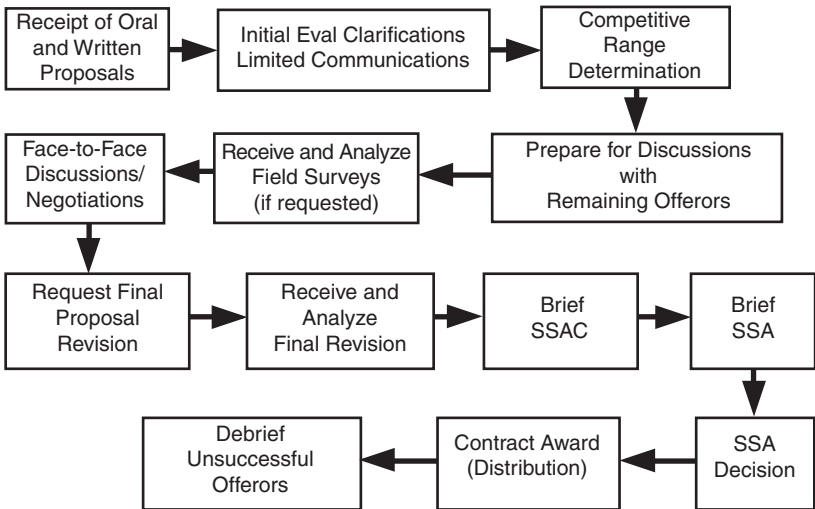 Receipt of Oral
and Written
Proposals
Initial Eval Clarifications
Limited Communications
Competitive
Range
Determination
Prepare for Discussions
with
Remaining Offerors
Receive and Analyze
Field Surveys
(if requested)
Face-to-Face
Discussions/
Negotiations
Request Final
Proposal
Revision
Receive and
Analyze
Final Revision
Brief
SSAC
Brief
SSA
SSA
Decision
Contract Award
(Distribution)
Debrief
Unsuccessful
Offerors